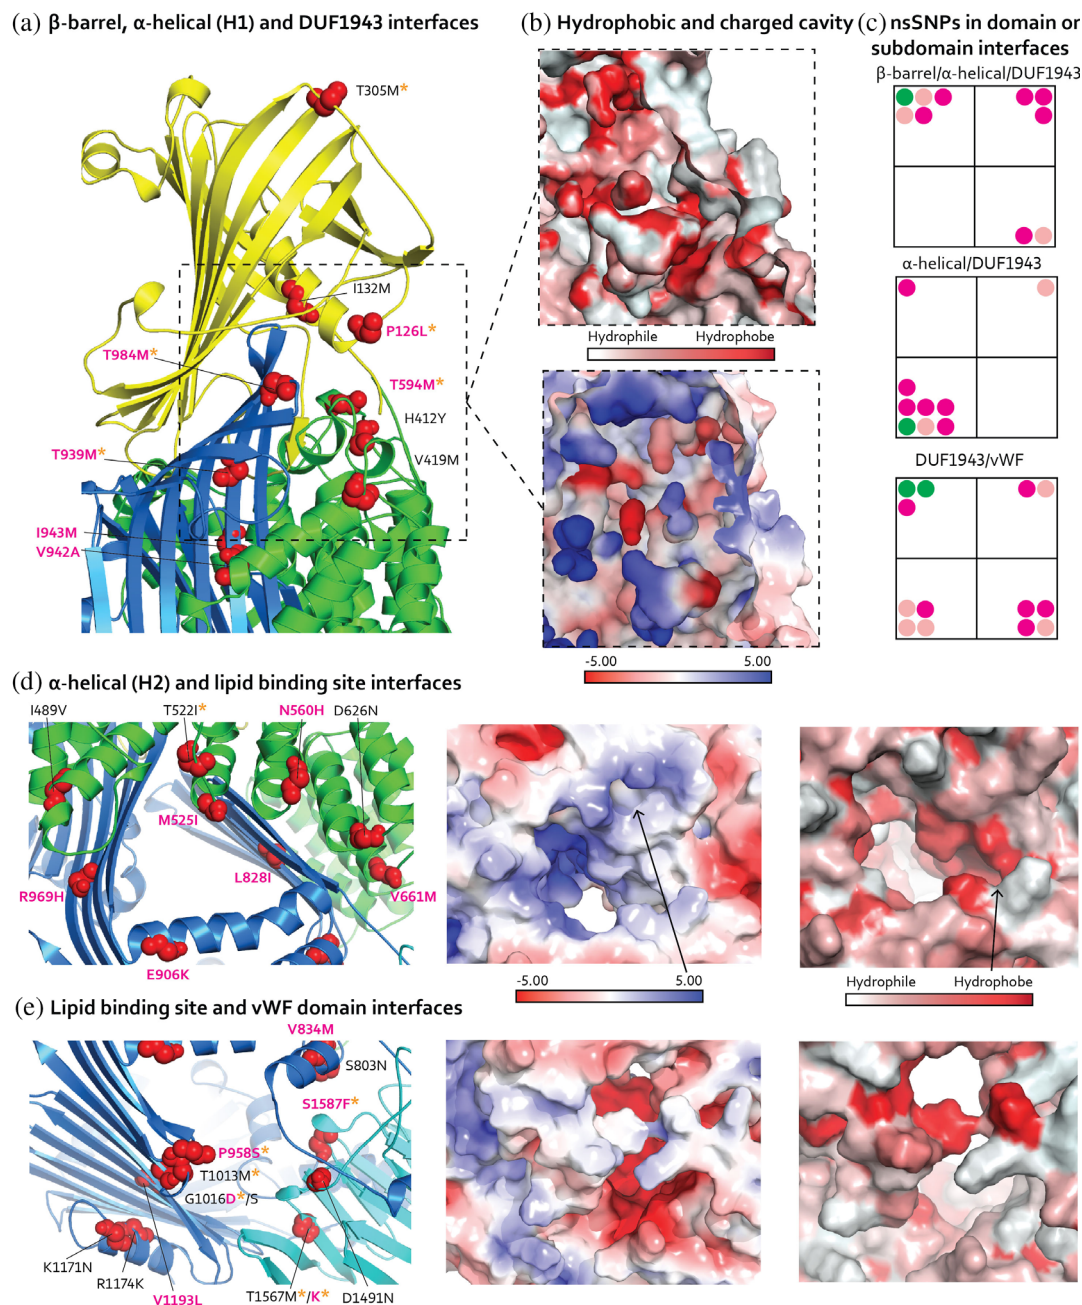 (a) β-barrel, α-helical (H1) and DUF1943 interfaces
T305M*
I132M
P126L*
T984M*
T594M*
H412Y
T939M*
V419M
I943M
V942A
(b) Hydrophobic and charged cavity
Hydrophile Hydrophobe
-5.00 5.00
(c) nsSNPs in domain or
subdomain interfaces
β-barrel/α-helical/DUF1943
α-helical/DUF1943
DUF1943/vWF
(d) α-helical (H2) and lipid binding site interfaces
I489V T522I* N560H D626N
M525I
L828I
R969H V661M
E906K
-5.00 5.00
Hydrophile Hydrophobe
(e) Lipid binding site and vWF domain interfaces
V834M
S803N
S1587F*
P958S*
T1013M*
G1016D*/S
K1171N
R1174K
V1193L
T1567M*/K* D1491N